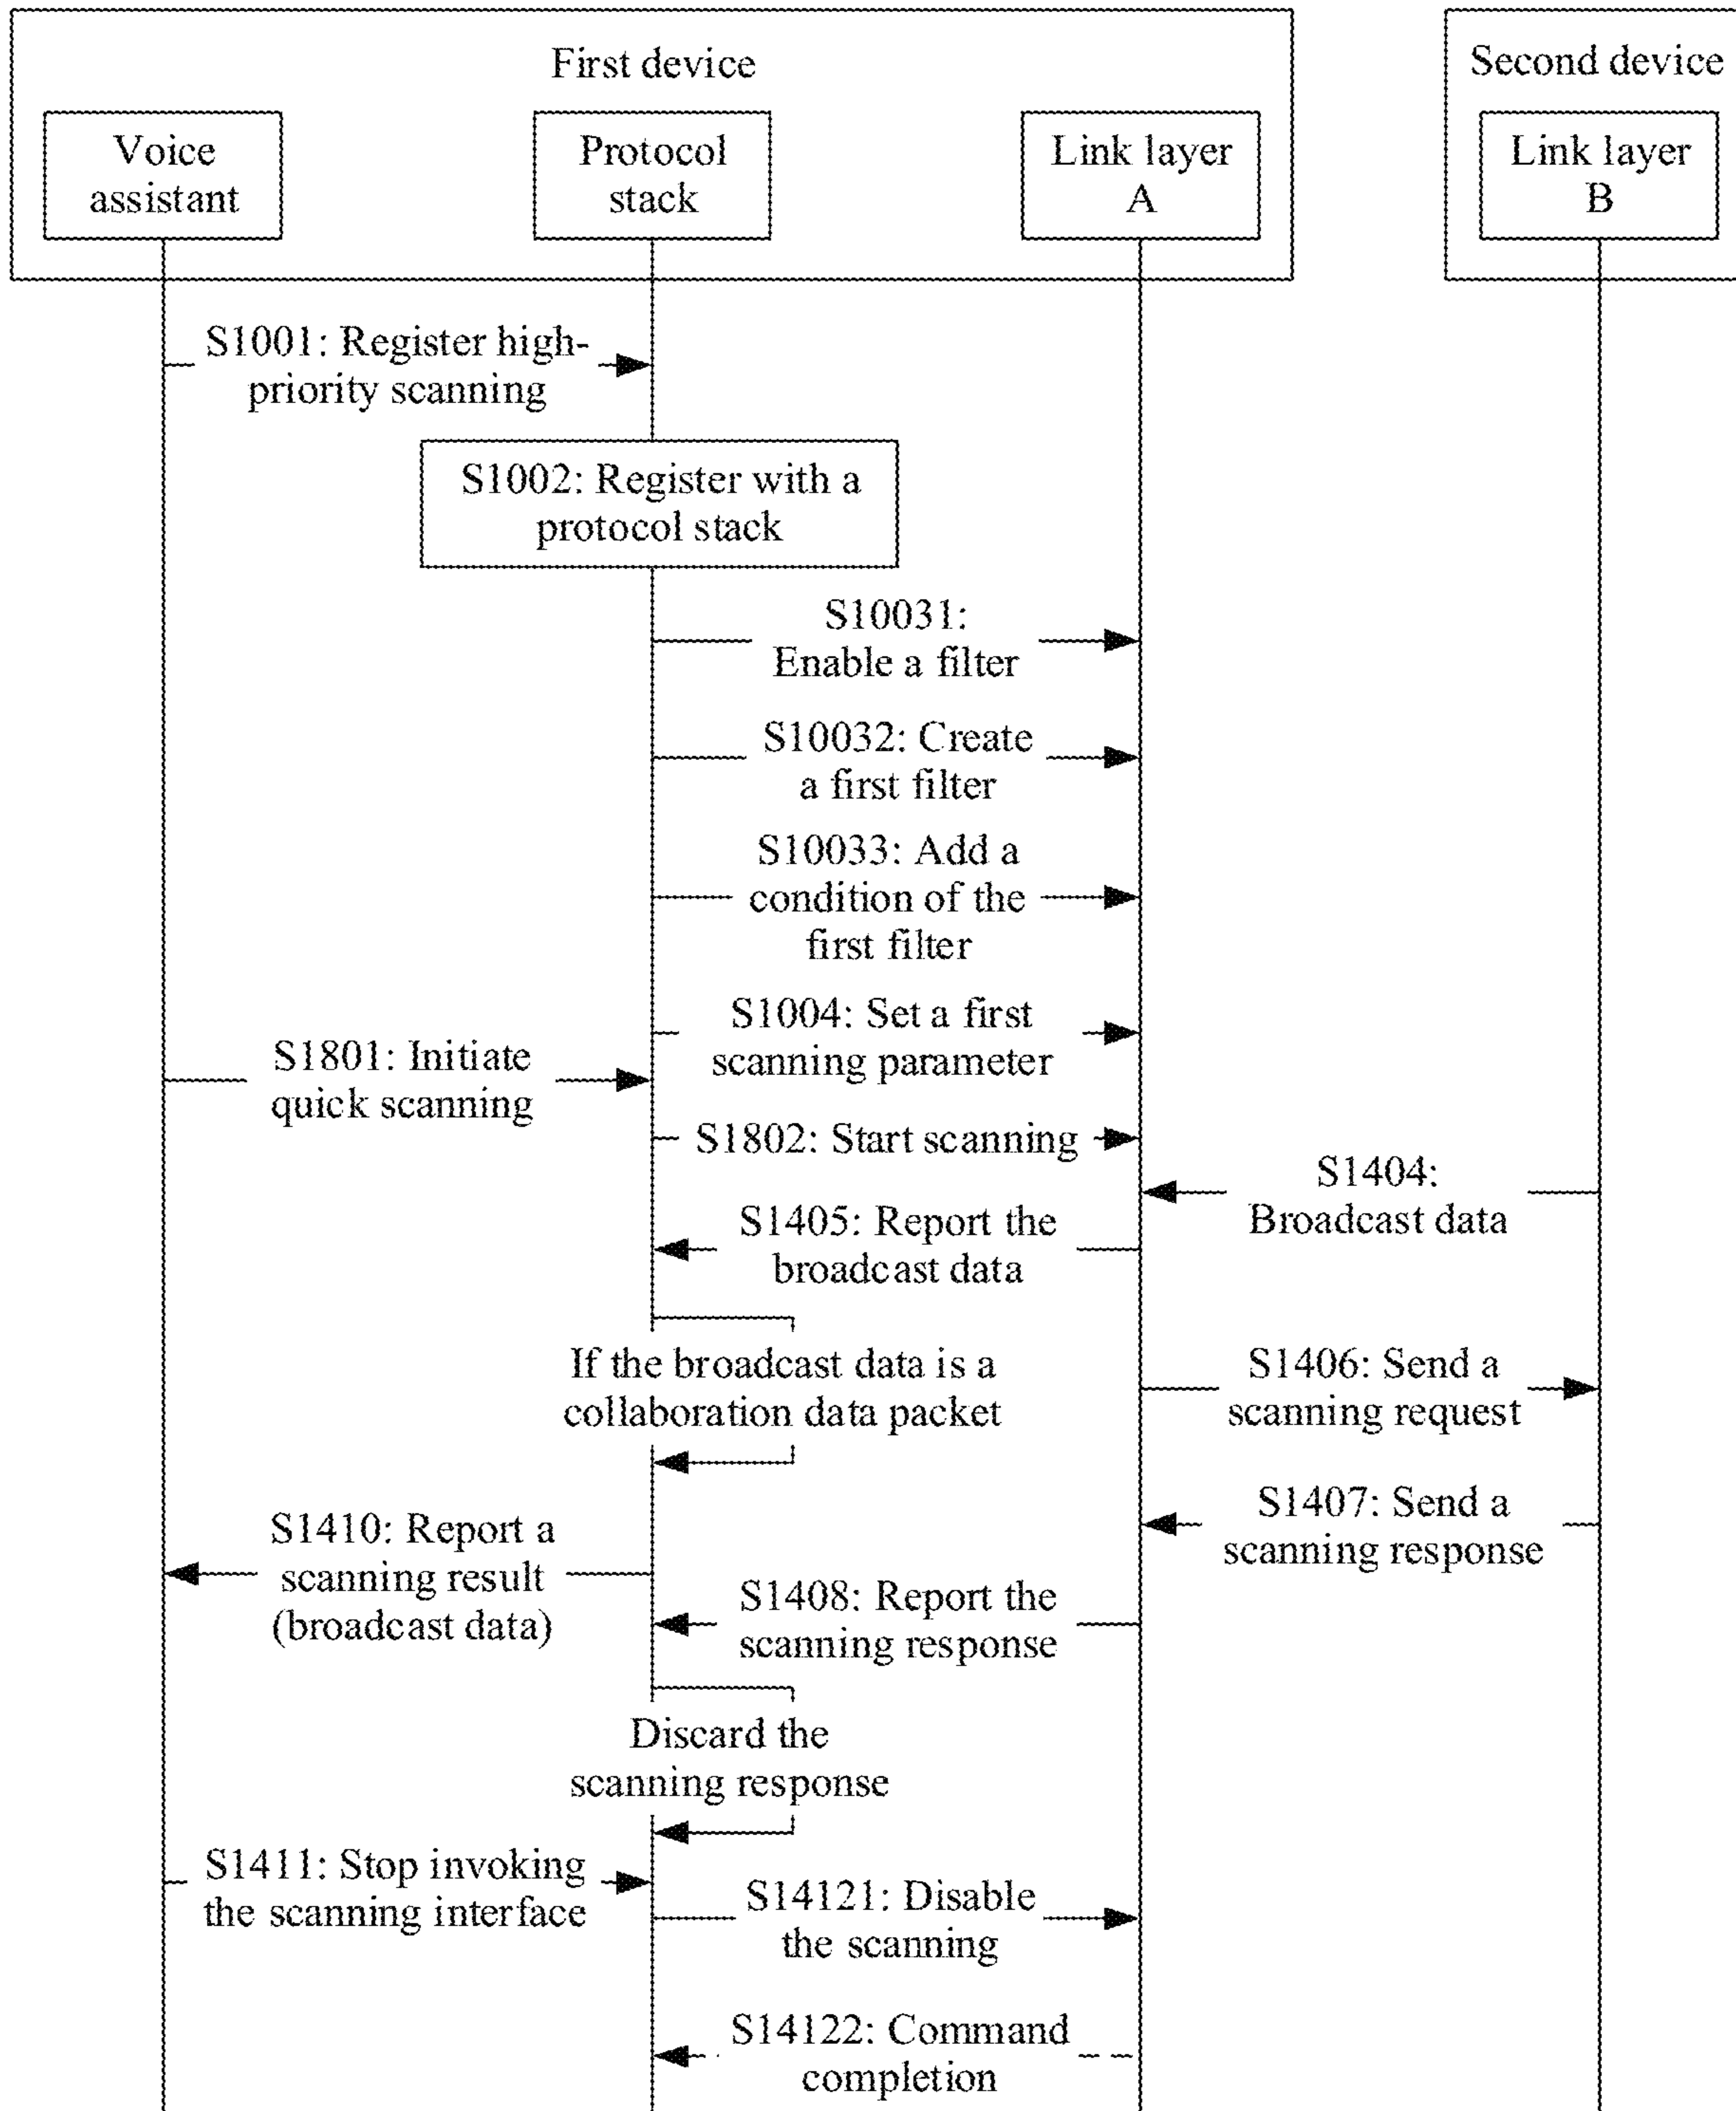 First device
Second device
Voice
assistant
Protocol
stack
Link layer
A
Link layer
B
S1001: Register high-
priority scanning
S1002: Register with a
protocol stack
S10031:
Enable a filter
S10032: Create
a first filter
S10033: Add a
condition of the
first filter
S1004: Set a first
scanning parameter
S1801: Initiate
quick scanning
S1802: Start scanning
S1404:
Broadcast data
S1405: Report the
broadcast data
If the broadcast data is a
collaboration data packet
S1406: Send a
scanning request
S1407: Send a
scanning response
S1410: Report a
scanning result
(broadcast data)
S1408: Report the
scanning response
Discard the
scanning response
S1411: Stop invoking
the scanning interface
S14121: Disable
the scanning
S14122: Command
completion